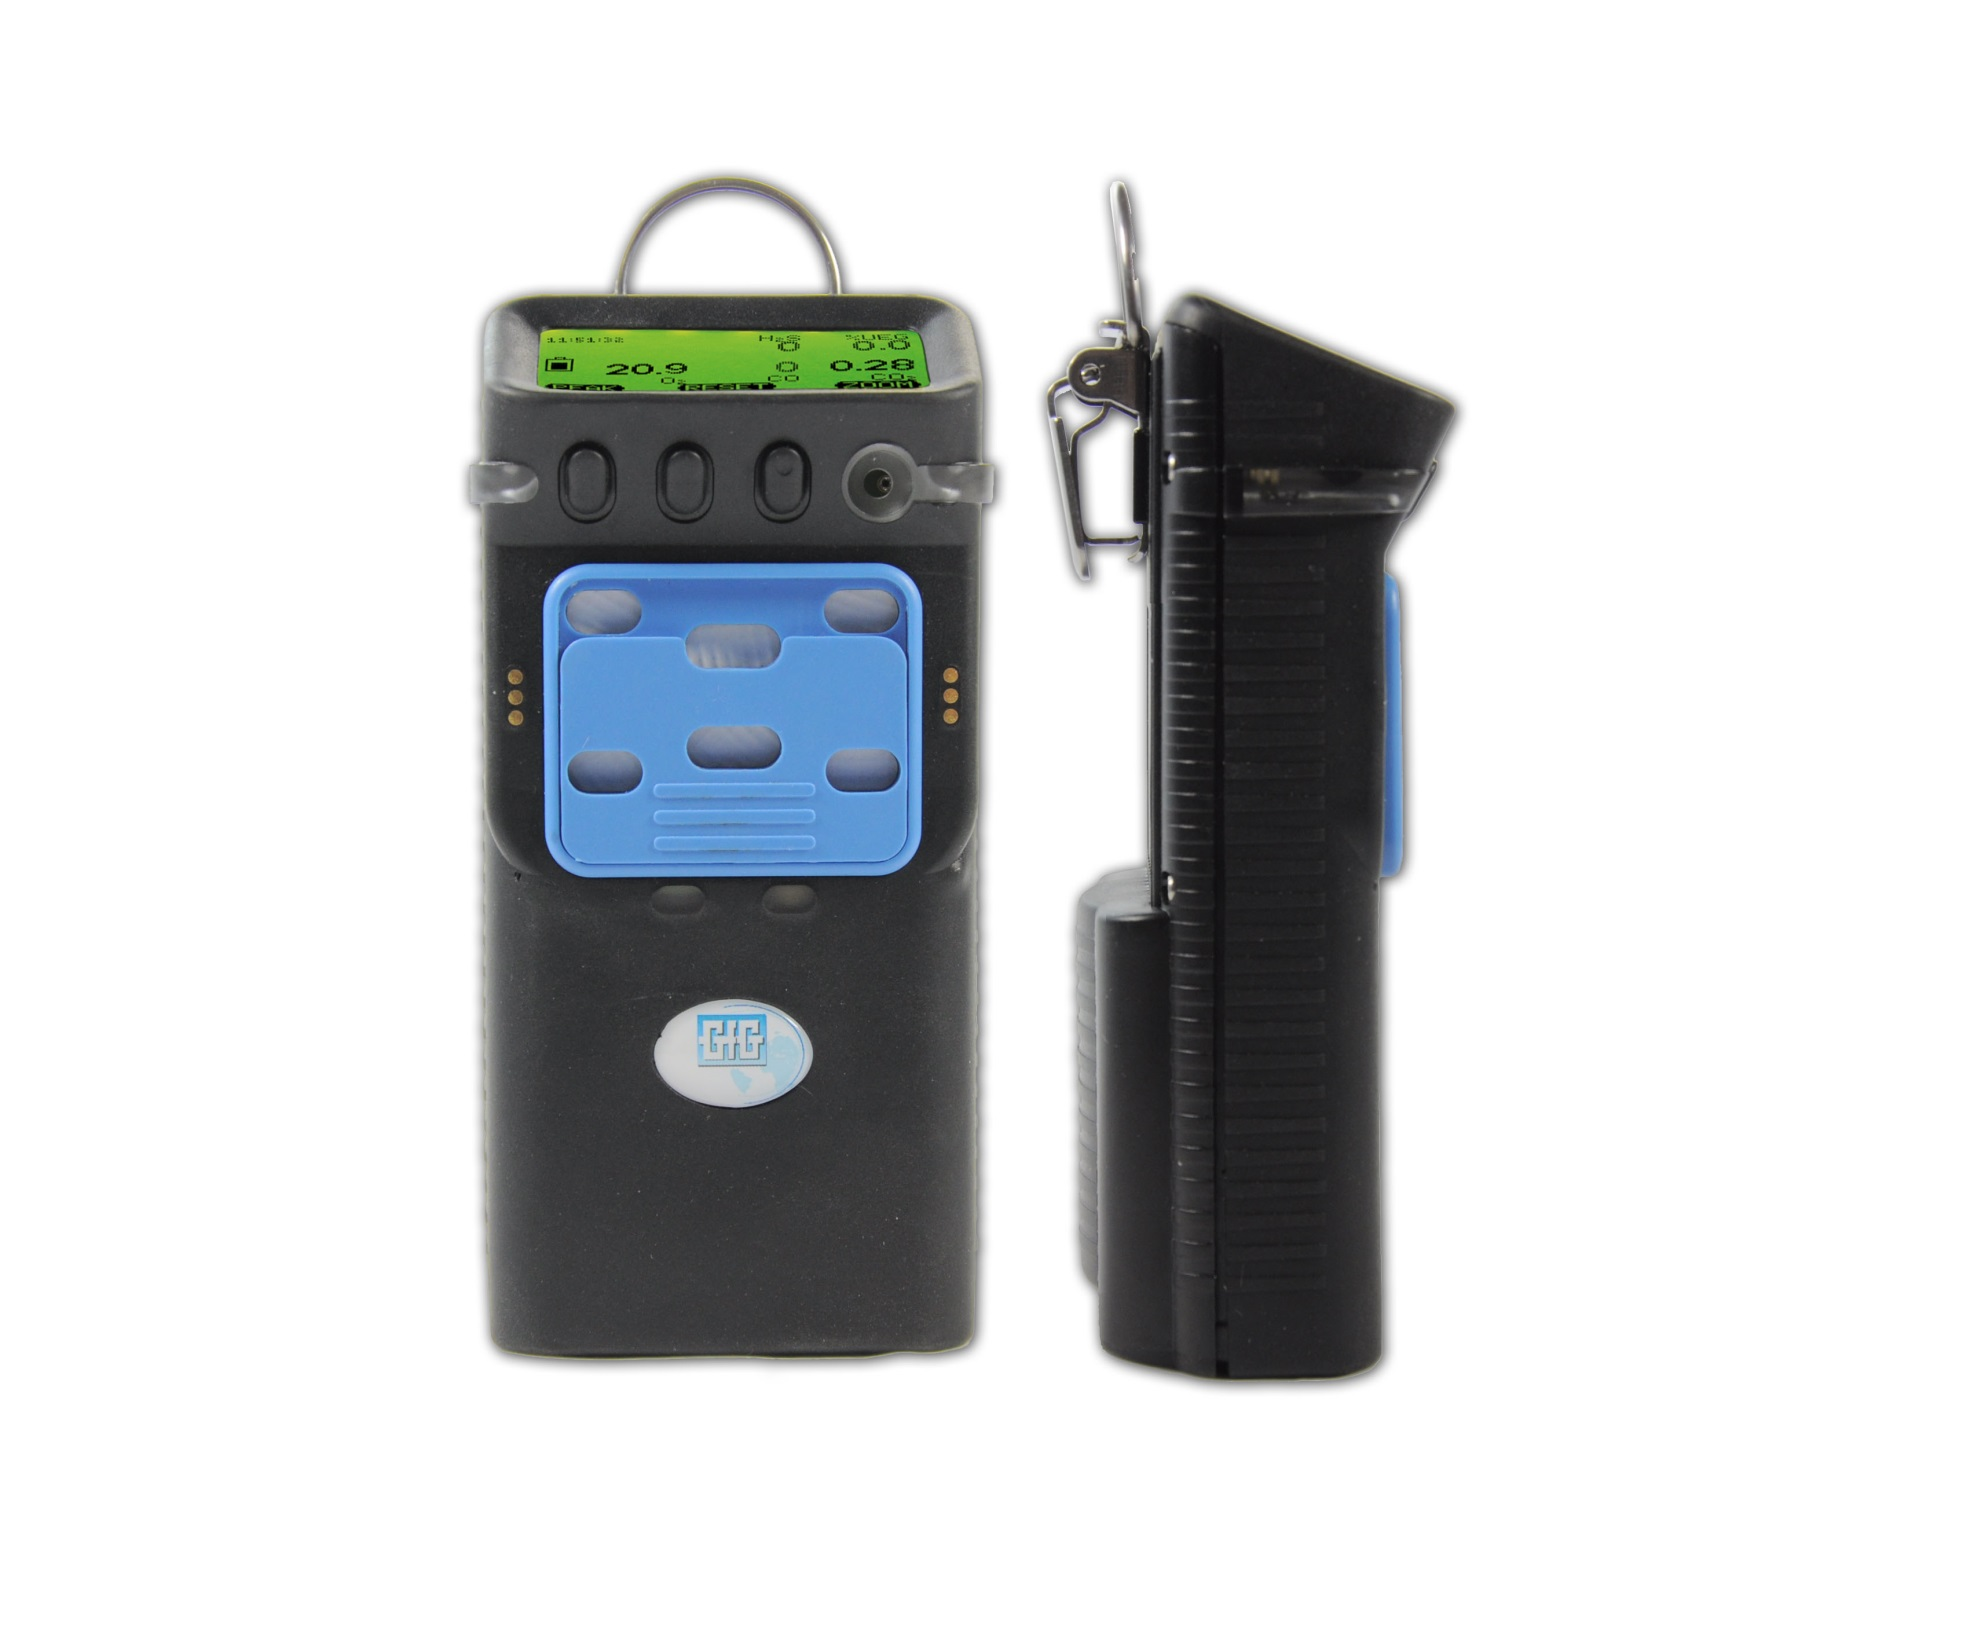 11:51:32 H₂S %UEG
0 0.0
20.9 0 0.28
O₂ CO CO₂
PEAK RESET ZOOM
GfG